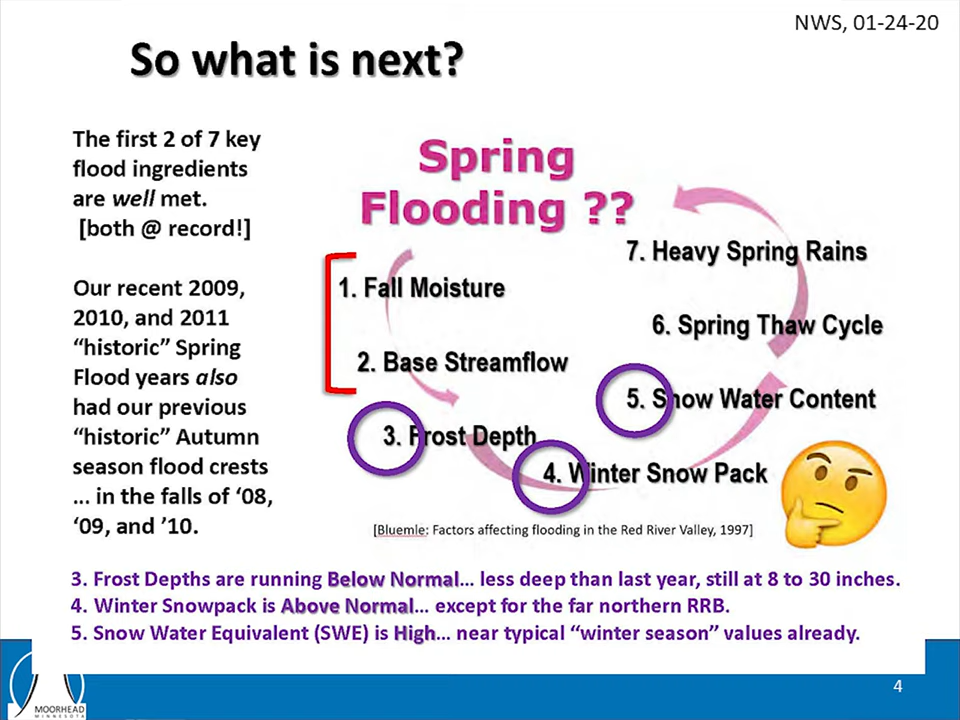 NWS, 01-24-20
So what is next?
The first 2 of 7 key
flood ingredients
are well met.
[both @ record!]
Our recent 2009,
2010, and 2011
“historic” Spring
Flood years also
had our previous
“historic” Autumn
season flood crests
... in the falls of ‘08,
‘09, and ’10.
Spring
Flooding ??
1. Fall Moisture
2. Base Streamflow
3. Frost Depth
4. Winter Snow Pack
5. Snow Water Content
6. Spring Thaw Cycle
7. Heavy Spring Rains
[Bluemle: Factors affecting flooding in the Red River Valley, 1997]
3. Frost Depths are running Below Normal... less deep than last year, still at 8 to 30 inches.
4. Winter Snowpack is Above Normal... except for the far northern RRB.
5. Snow Water Equivalent (SWE) is High... near typical “winter season” values already.
MOORHEAD
MINNESOTA
4